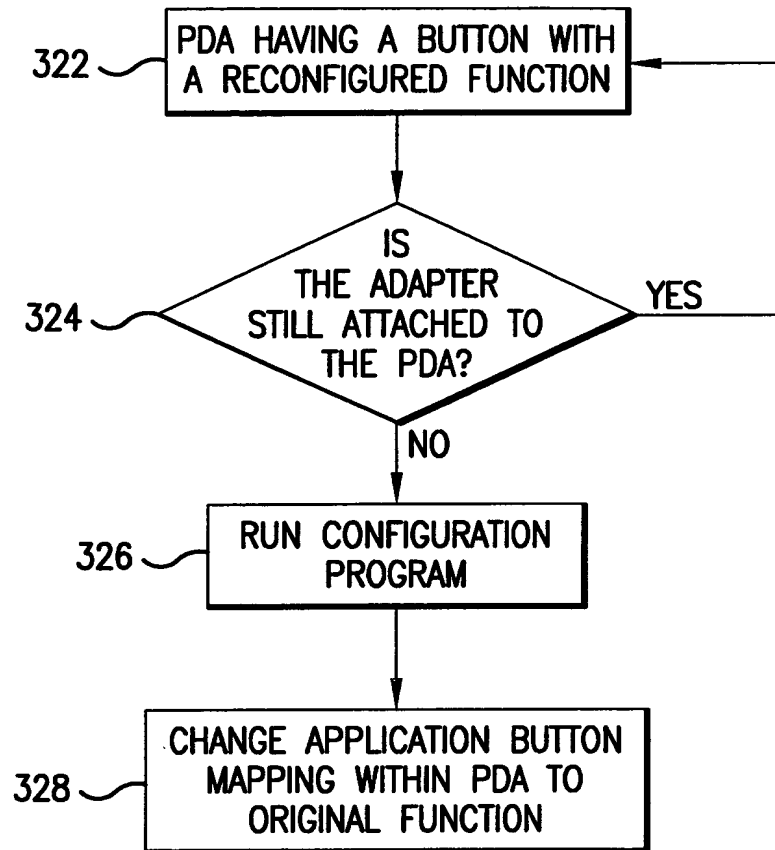 322
PDA HAVING A BUTTON WITH
A RECONFIGURED FUNCTION
324
IS
THE ADAPTER
STILL ATTACHED TO
THE PDA?
YES
NO
326
RUN CONFIGURATION
PROGRAM
328
CHANGE APPLICATION BUTTON
MAPPING WITHIN PDA TO
ORIGINAL FUNCTION